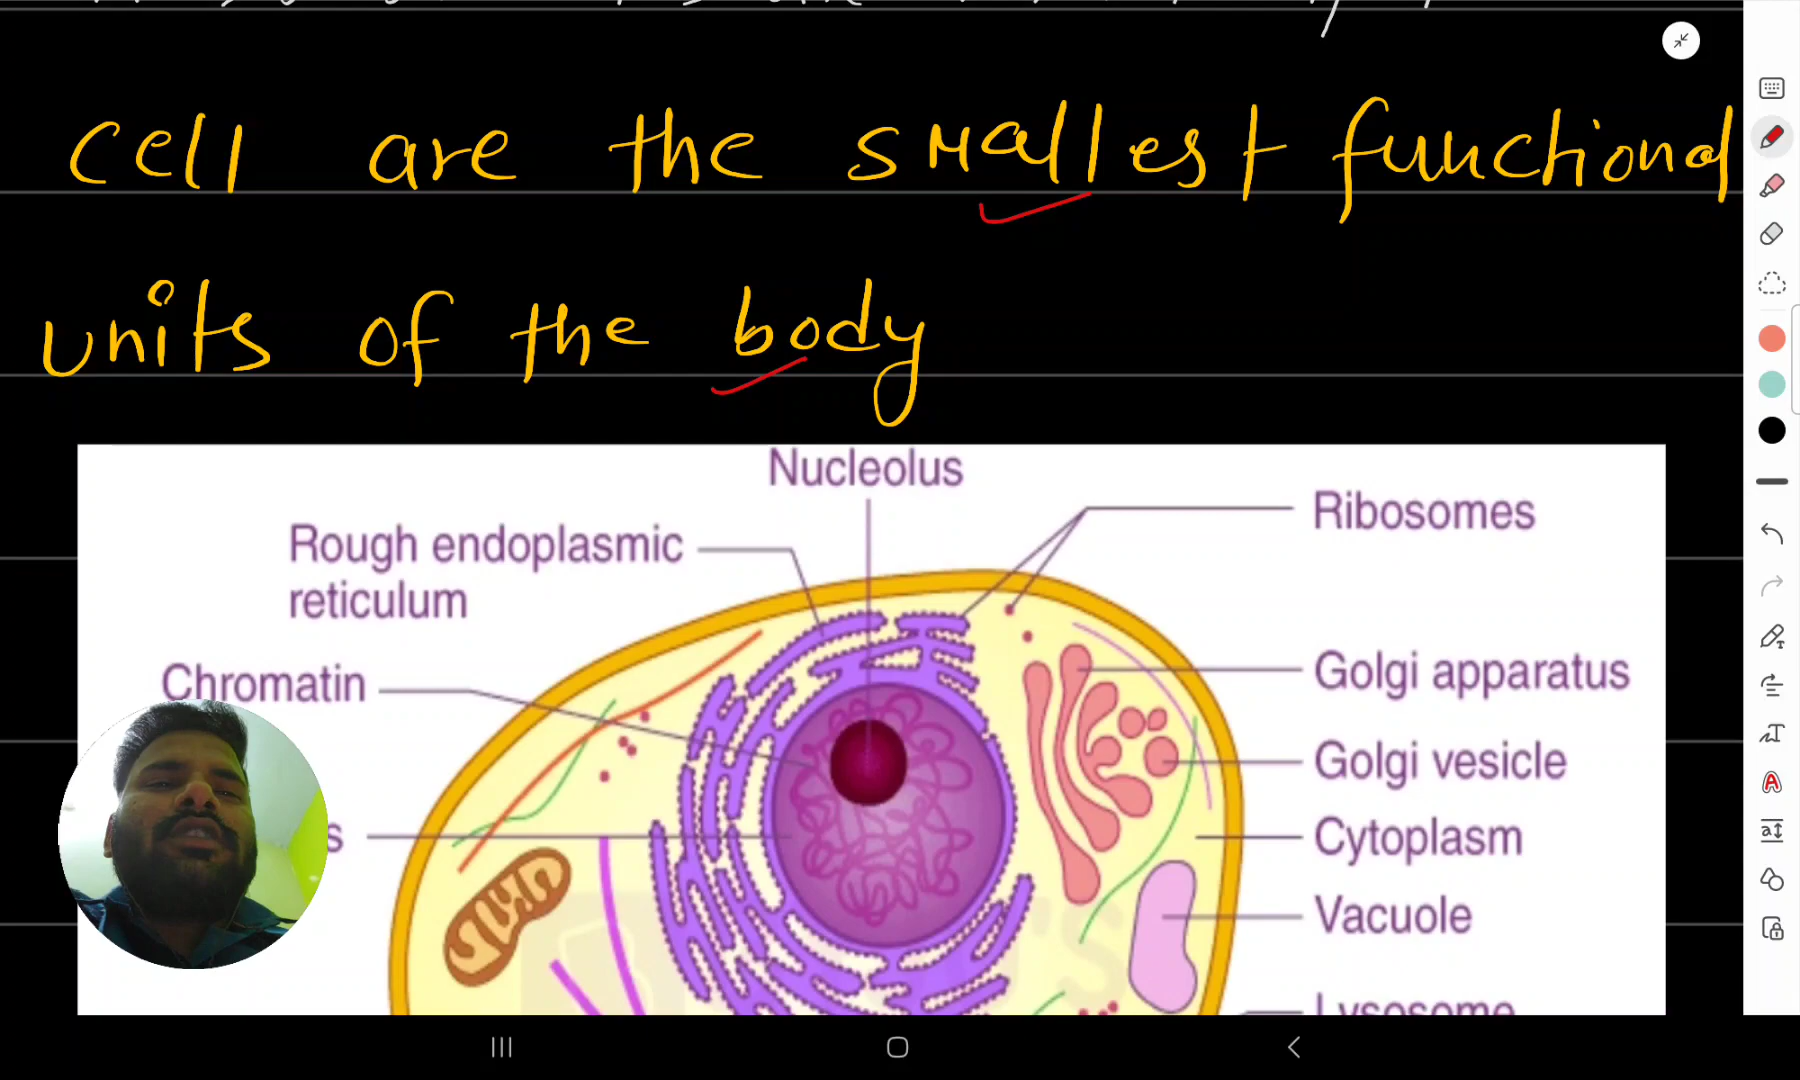 cell are the smallest functional
units of the body
Nucleolus
Rough endoplasmic
reticulum
Ribosomes
Chromatin
Golgi apparatus
Golgi vesicle
Cytoplasm
Vacuole
Lysosome